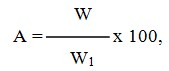 A = W / W₁ x 100,